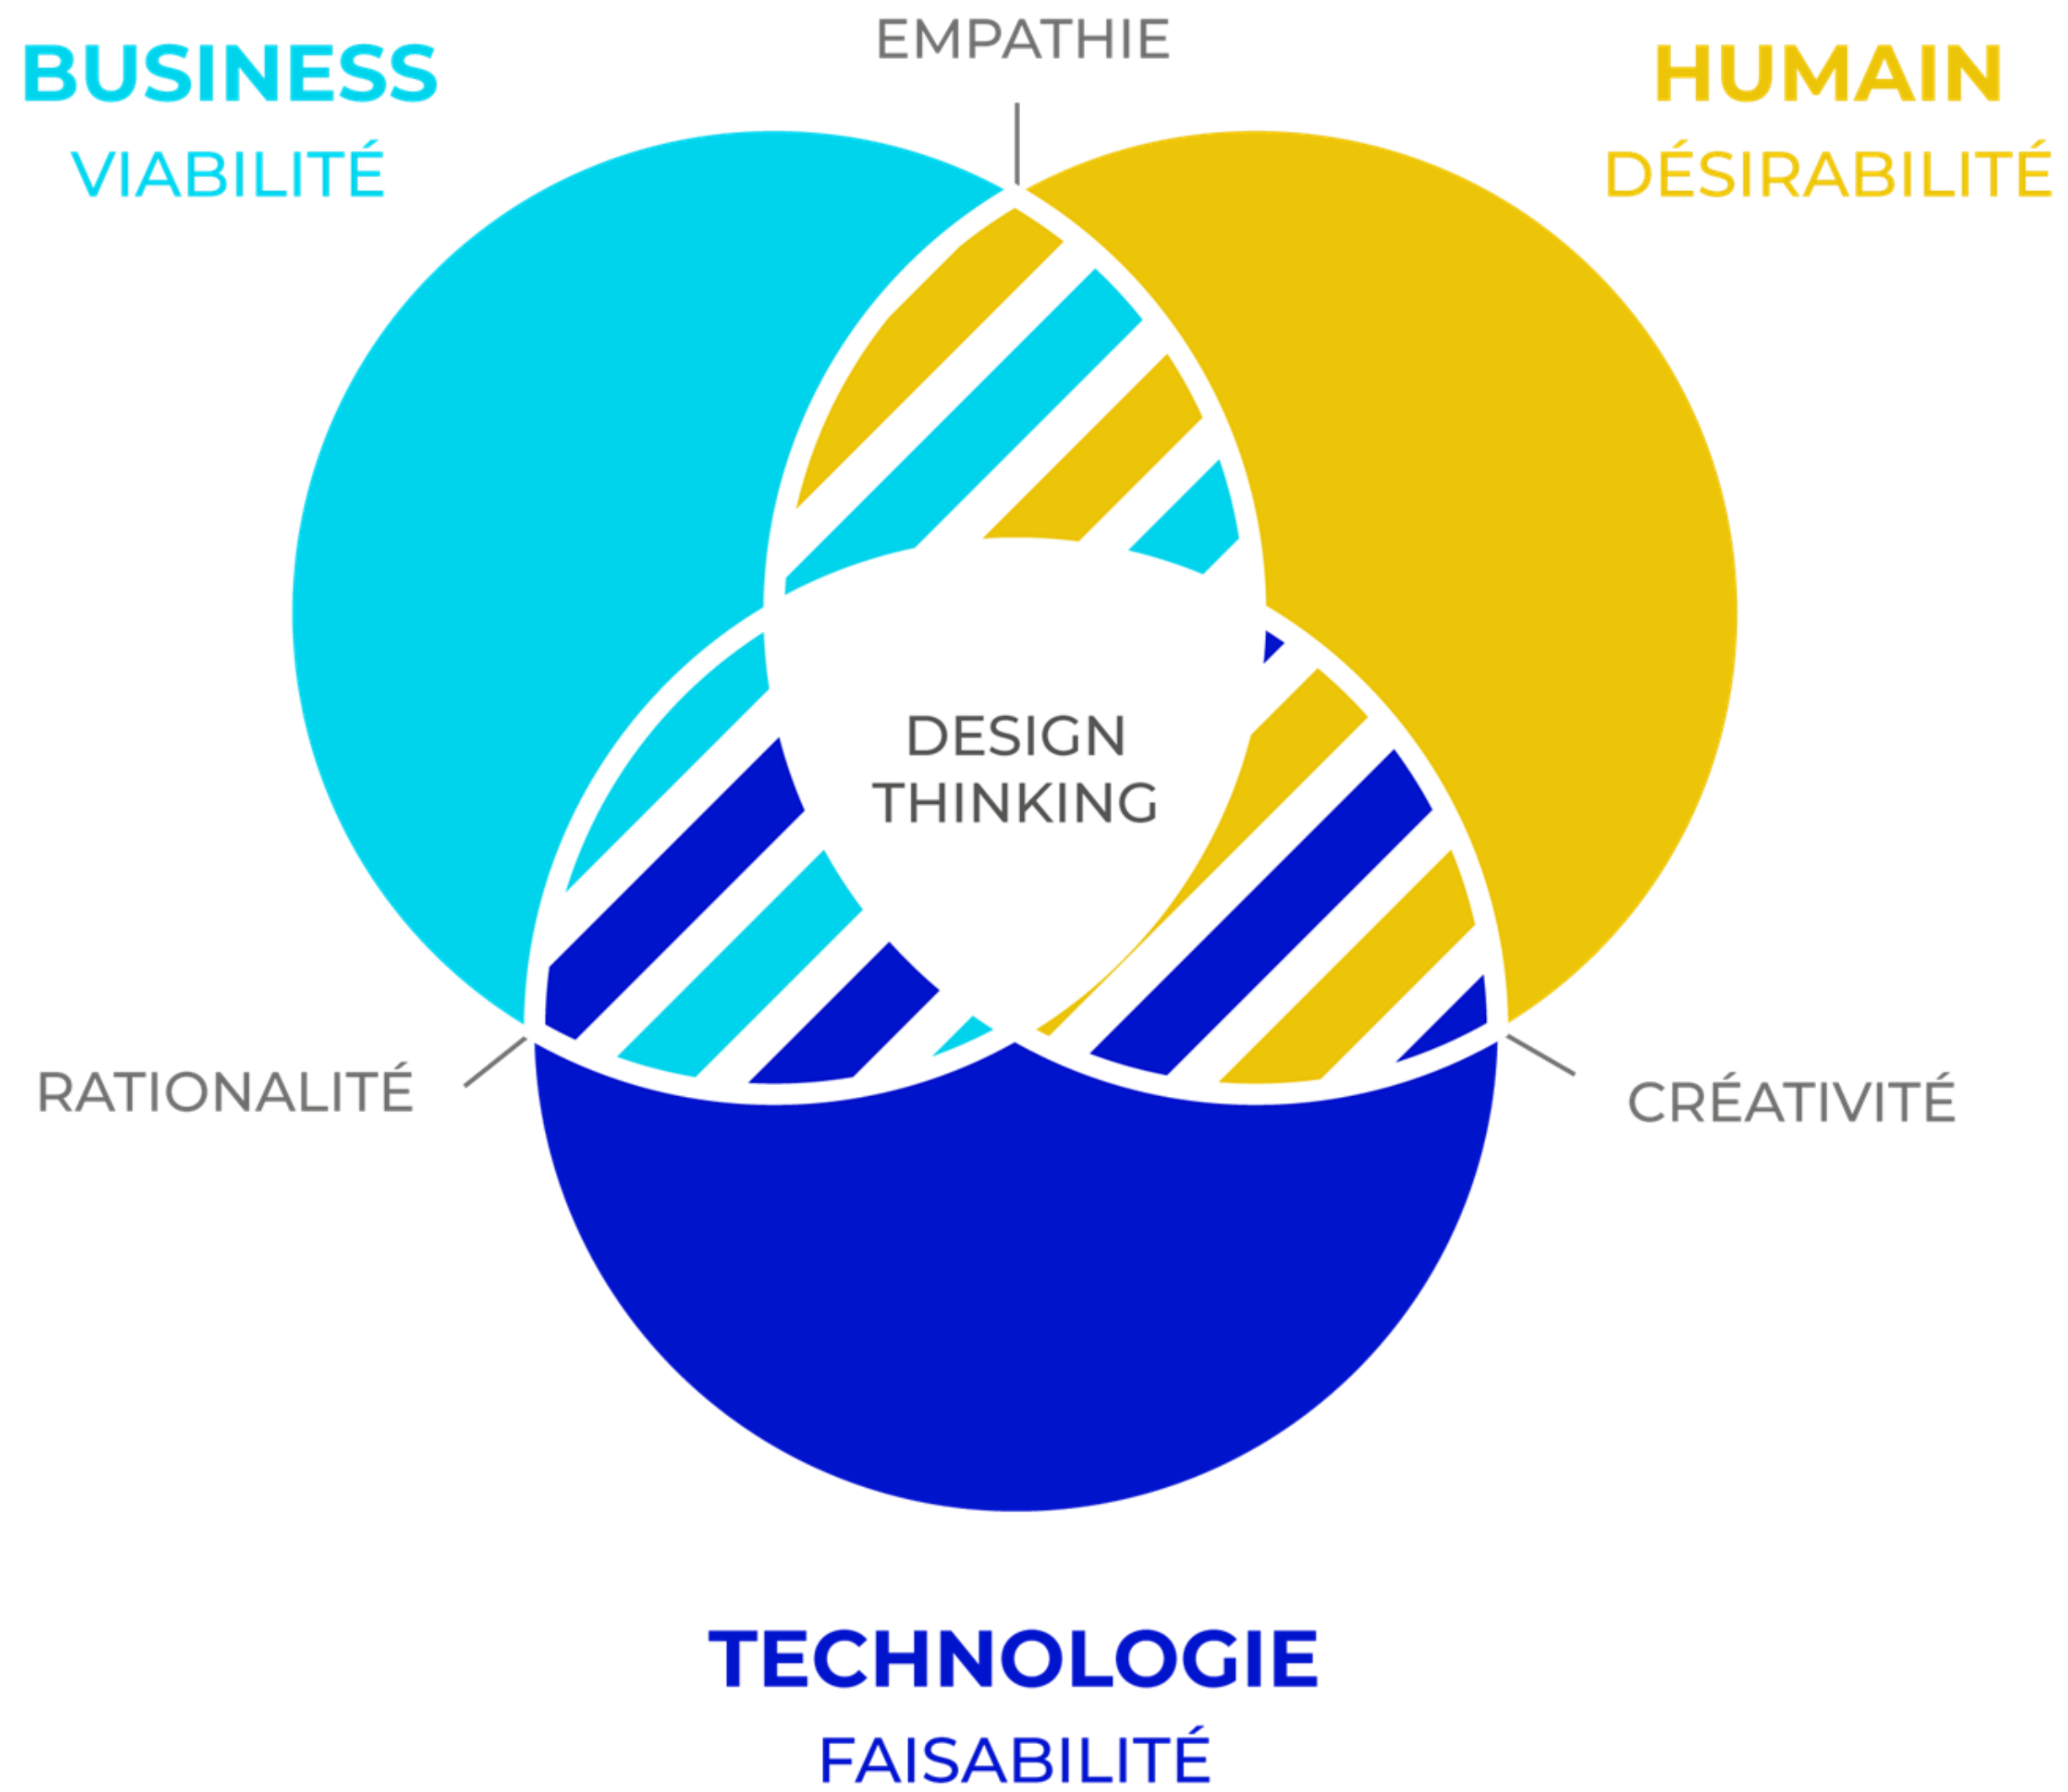 EMPATHIE
BUSINESS
VIABILITÉ
HUMAIN
DÉSIRABILITÉ
DESIGN
THINKING
RATIONALITÉ
CRÉATIVITÉ
TECHNOLOGIE
FAISABILITÉ